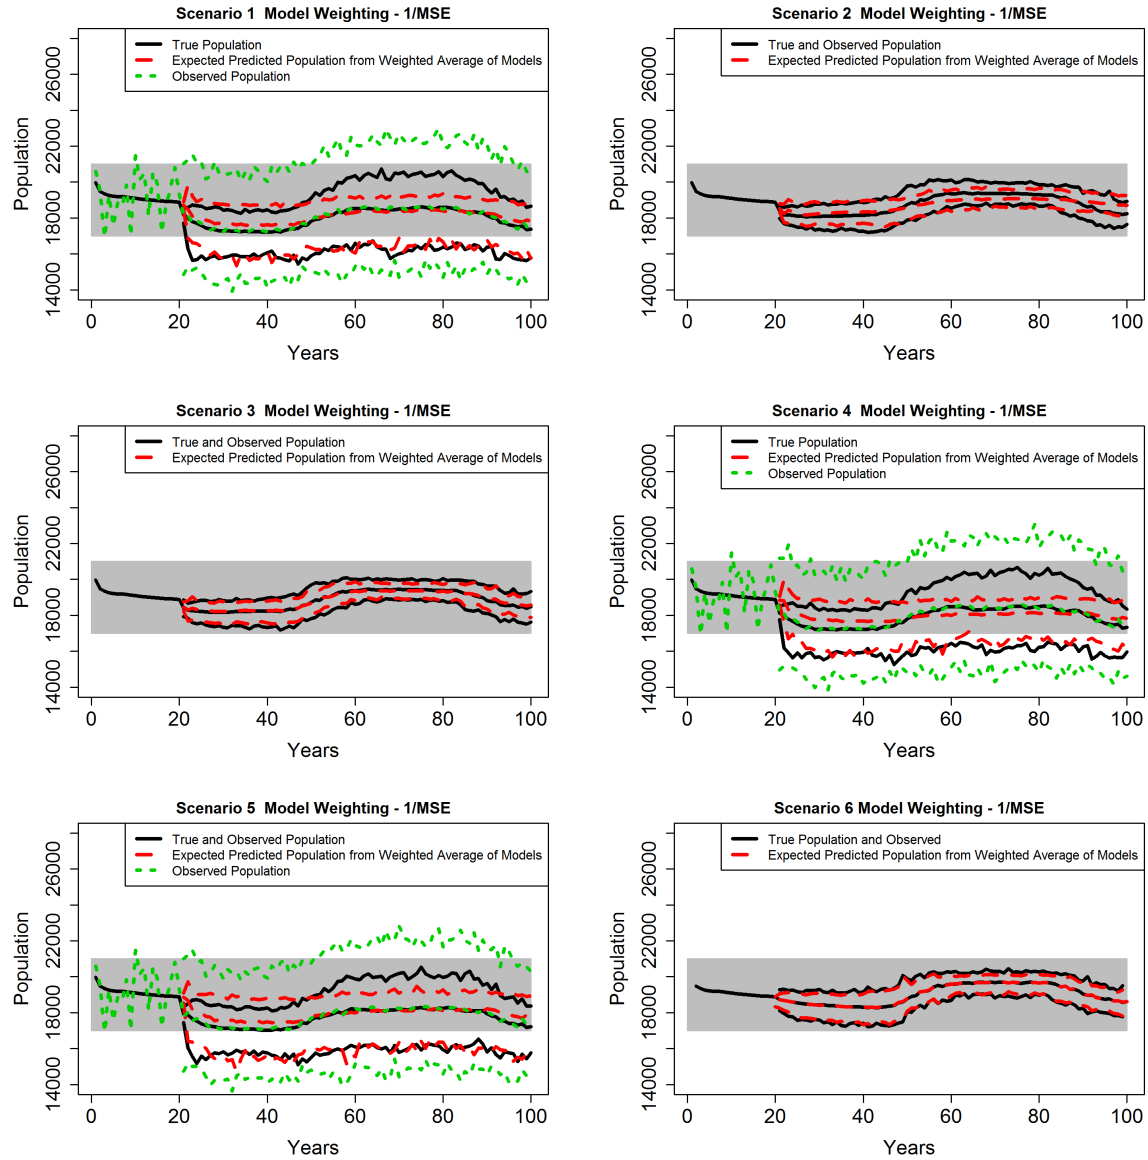 Scenario 1  Model Weighting - 1/MSE
True Population
Expected Predicted Population from Weighted Average of Models
Observed Population
Population
14000 18000 22000 26000
0 20 40 60 80 100
Years
Scenario 2  Model Weighting - 1/MSE
True and Observed Population
Expected Predicted Population from Weighted Average of Models
Population
14000 18000 22000 26000
0 20 40 60 80 100
Years
Scenario 3  Model Weighting - 1/MSE
True and Observed Population
Expected Predicted Population from Weighted Average of Models
Population
14000 18000 22000 26000
0 20 40 60 80 100
Years
Scenario 4  Model Weighting - 1/MSE
True Population
Expected Predicted Population from Weighted Average of Models
Observed Population
Population
14000 18000 22000 26000
0 20 40 60 80 100
Years
Scenario 5  Model Weighting - 1/MSE
True and Observed Population
Expected Predicted Population from Weighted Average of Models
Observed Population
Population
14000 18000 22000 26000
0 20 40 60 80 100
Years
Scenario 6 Model Weighting - 1/MSE
True Population and Observed
Expected Predicted Population from Weighted Average of Models
Population
14000 18000 22000 26000
0 20 40 60 80 100
Years